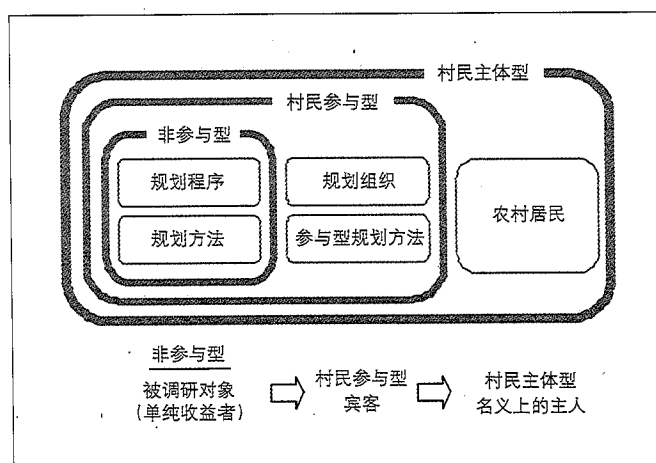 村民主体型
村民参与型
非参与型
规划程序
规划组织
农村居民
规划方法
参与型规划方法
非参与型
被调研对象
(单纯收益者)
村民参与型
宾客
村民主体型
名义上的主人